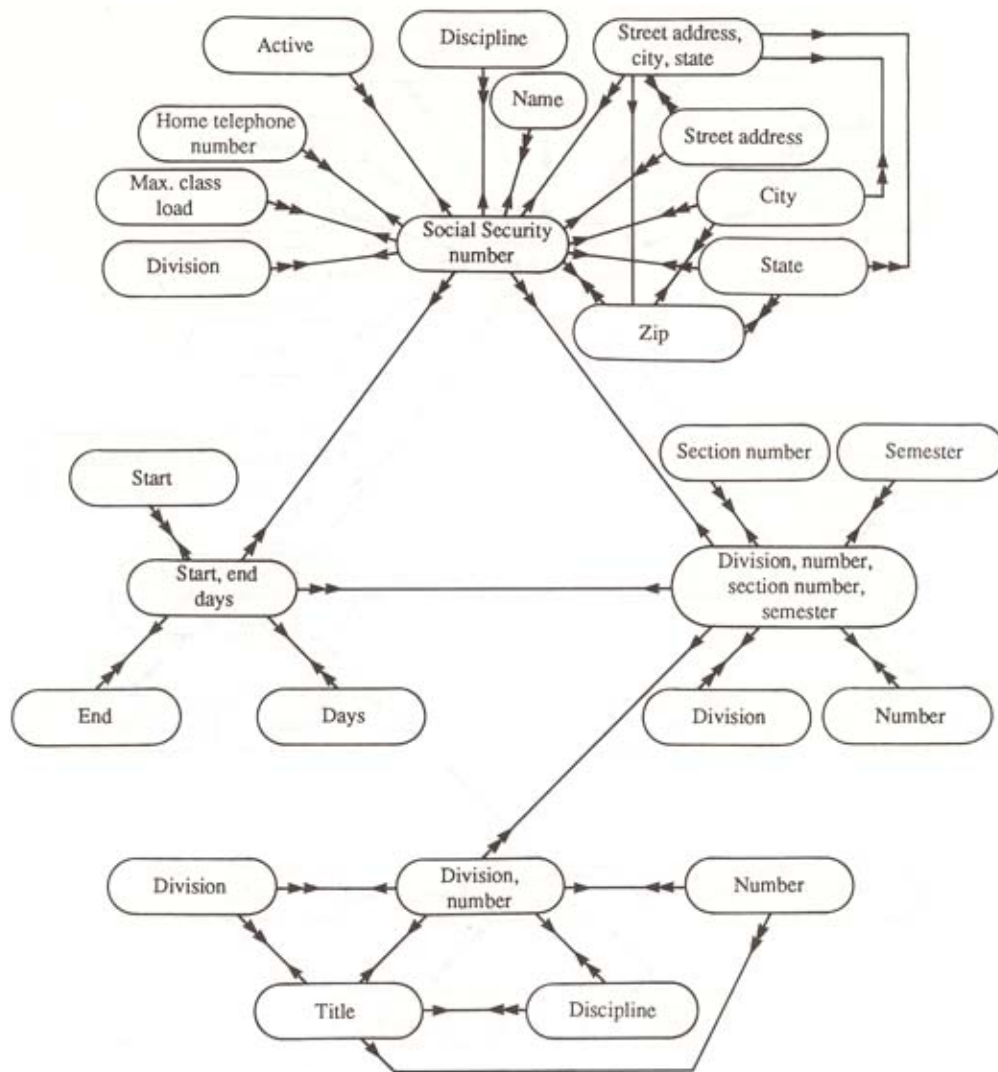 Active
Discipline
Street address,
city, state
Name
Home telephone
number
Street address
Max. class
load
City
Social Security
number
Division
State
Zip
Start
Section number
Semester
Start, end
days
Division, number,
section number,
semester
End
Days
Division
Number
Division
Division,
number
Number
Title
Discipline